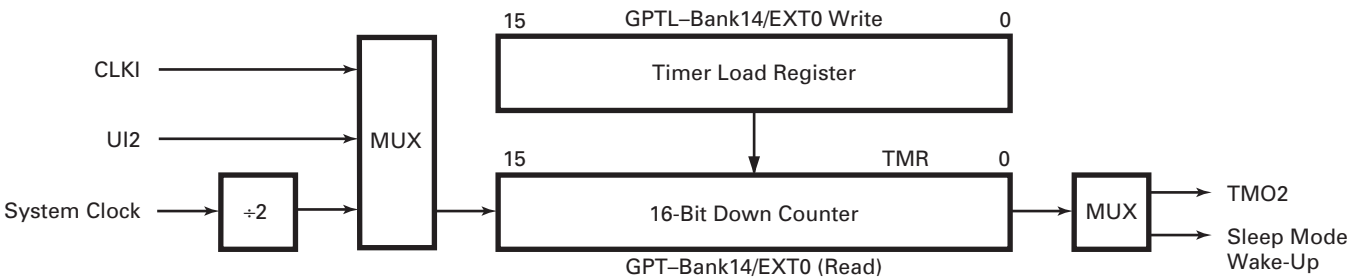 15 GPTL–Bank14/EXT0 Write 0
CLKI
Timer Load Register
UI2
MUX
15 TMR 0
System Clock
÷2
16-Bit Down Counter
MUX
TMO2
Sleep Mode
Wake-Up
GPT–Bank14/EXT0 (Read)